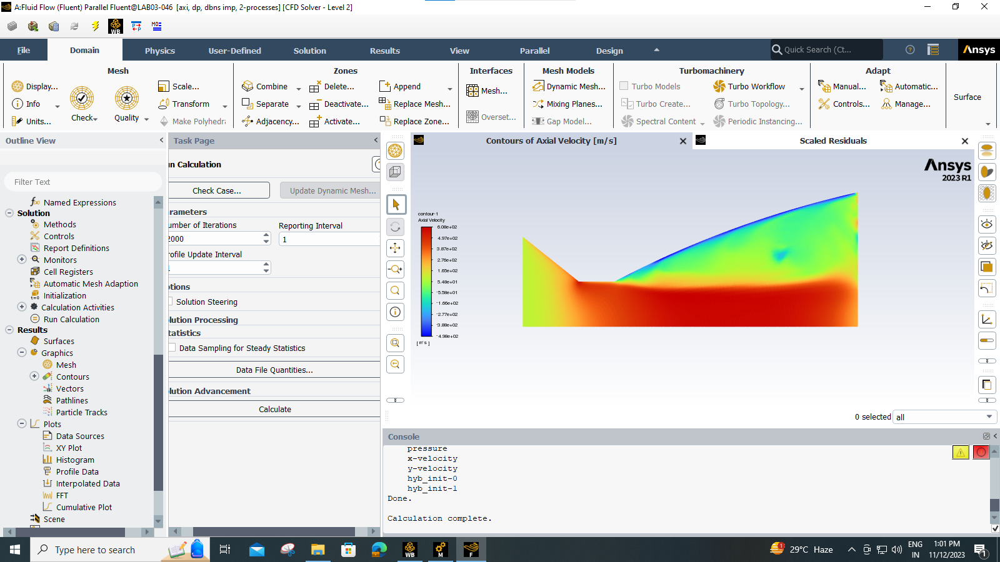 A:Fluid Flow (Fluent) Parallel Fluent@LAB03-046 [axi, dp, dbns imp, 2-processes] [CFD Solver - Level 2]
WB
File
Domain
Physics
User-Defined
Solution
Results
View
Parallel
Design
Quick Search (Ct...
Ansys
Mesh
Display...
Info
Units...
Check
Quality
Scale...
Transform
Make Polyhedra
Zones
Combine
Delete...
Append
Separate
Deactivate...
Replace Mesh...
Adjacency...
Activate...
Replace Zone...
Interfaces
Mesh...
Overset...
Mesh Models
Dynamic Mesh...
Mixing Planes...
Gap Model...
Turbomachinery
Turbo Models
Turbo Workflow
Turbo Create...
Turbo Topology...
Spectral Content
Periodic Instancing...
Adapt
Manual...
Automatic...
Controls...
Manage...
Surface
Outline View
Filter Text
Named Expressions
Solution
Methods
Controls
Report Definitions
Monitors
Cell Registers
Automatic Mesh Adaption
Initialization
Calculation Activities
Run Calculation
Results
Surfaces
Graphics
Mesh
Contours
Vectors
Pathlines
Particle Tracks
Plots
Data Sources
XY Plot
Histogram
Profile Data
Interpolated Data
FFT
Cumulative Plot
Scene
Task Page
un Calculation
Check Case...
Update Dynamic Mesh...
arameters
umber of Iterations
Reporting Interval
2000
1
rofile Update Interval
1
ptions
Solution Steering
olution Processing
tatistics
Data Sampling for Steady Statistics
Data File Quantities...
olution Advancement
Calculate
Contours of Axial Velocity [m/s]
Scaled Residuals
Ansys
2023 R1
contour-1
Axial Velocity
6.08e+02
4.97e+02
3.87e+02
2.76e+02
1.65e+02
5.48e+01
-5.58e+01
-1.66e+02
-2.77e+02
-3.88e+02
-4.98e+02
[ m/s ]
0 selected
all
Console
pressure
x-velocity
y-velocity
hyb_init-0
hyb_init-1
Done.
Calculation complete.
Type here to search
WB
M
F
1
29°C Haze
ENG
IN
1:01 PM
11/12/2023
1